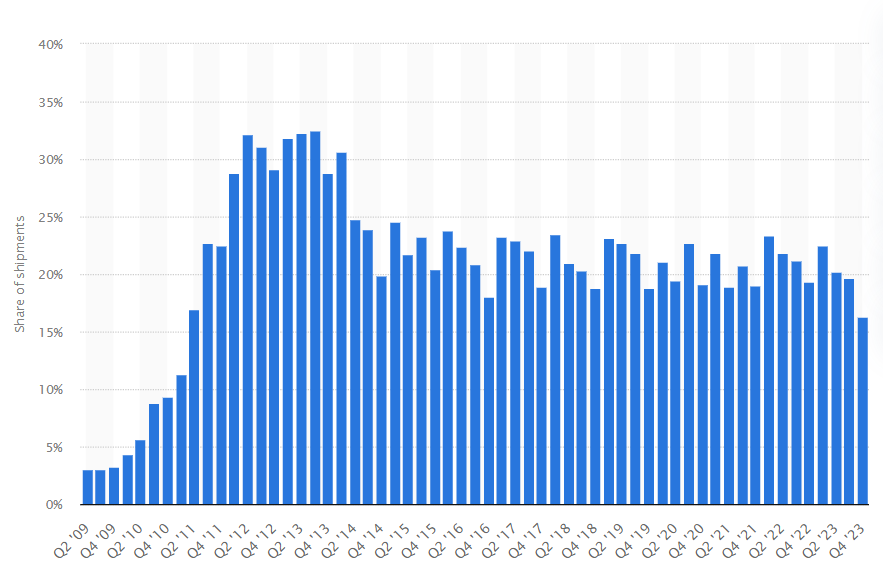 40%
35%
30%
25%
20%
15%
10%
5%
0%
Share of shipments
Q2 '09
Q4 '09
Q2 '10
Q4 '10
Q2 '11
Q4 '11
Q2 '12
Q4 '12
Q2 '13
Q4 '13
Q2 '14
Q4 '14
Q2 '15
Q4 '15
Q2 '16
Q4 '16
Q2 '17
Q4 '17
Q2 '18
Q4 '18
Q2 '19
Q4 '19
Q2 '20
Q4 '20
Q2 '21
Q4 '21
Q2 '22
Q4 '22
Q2 '23
Q4 '23